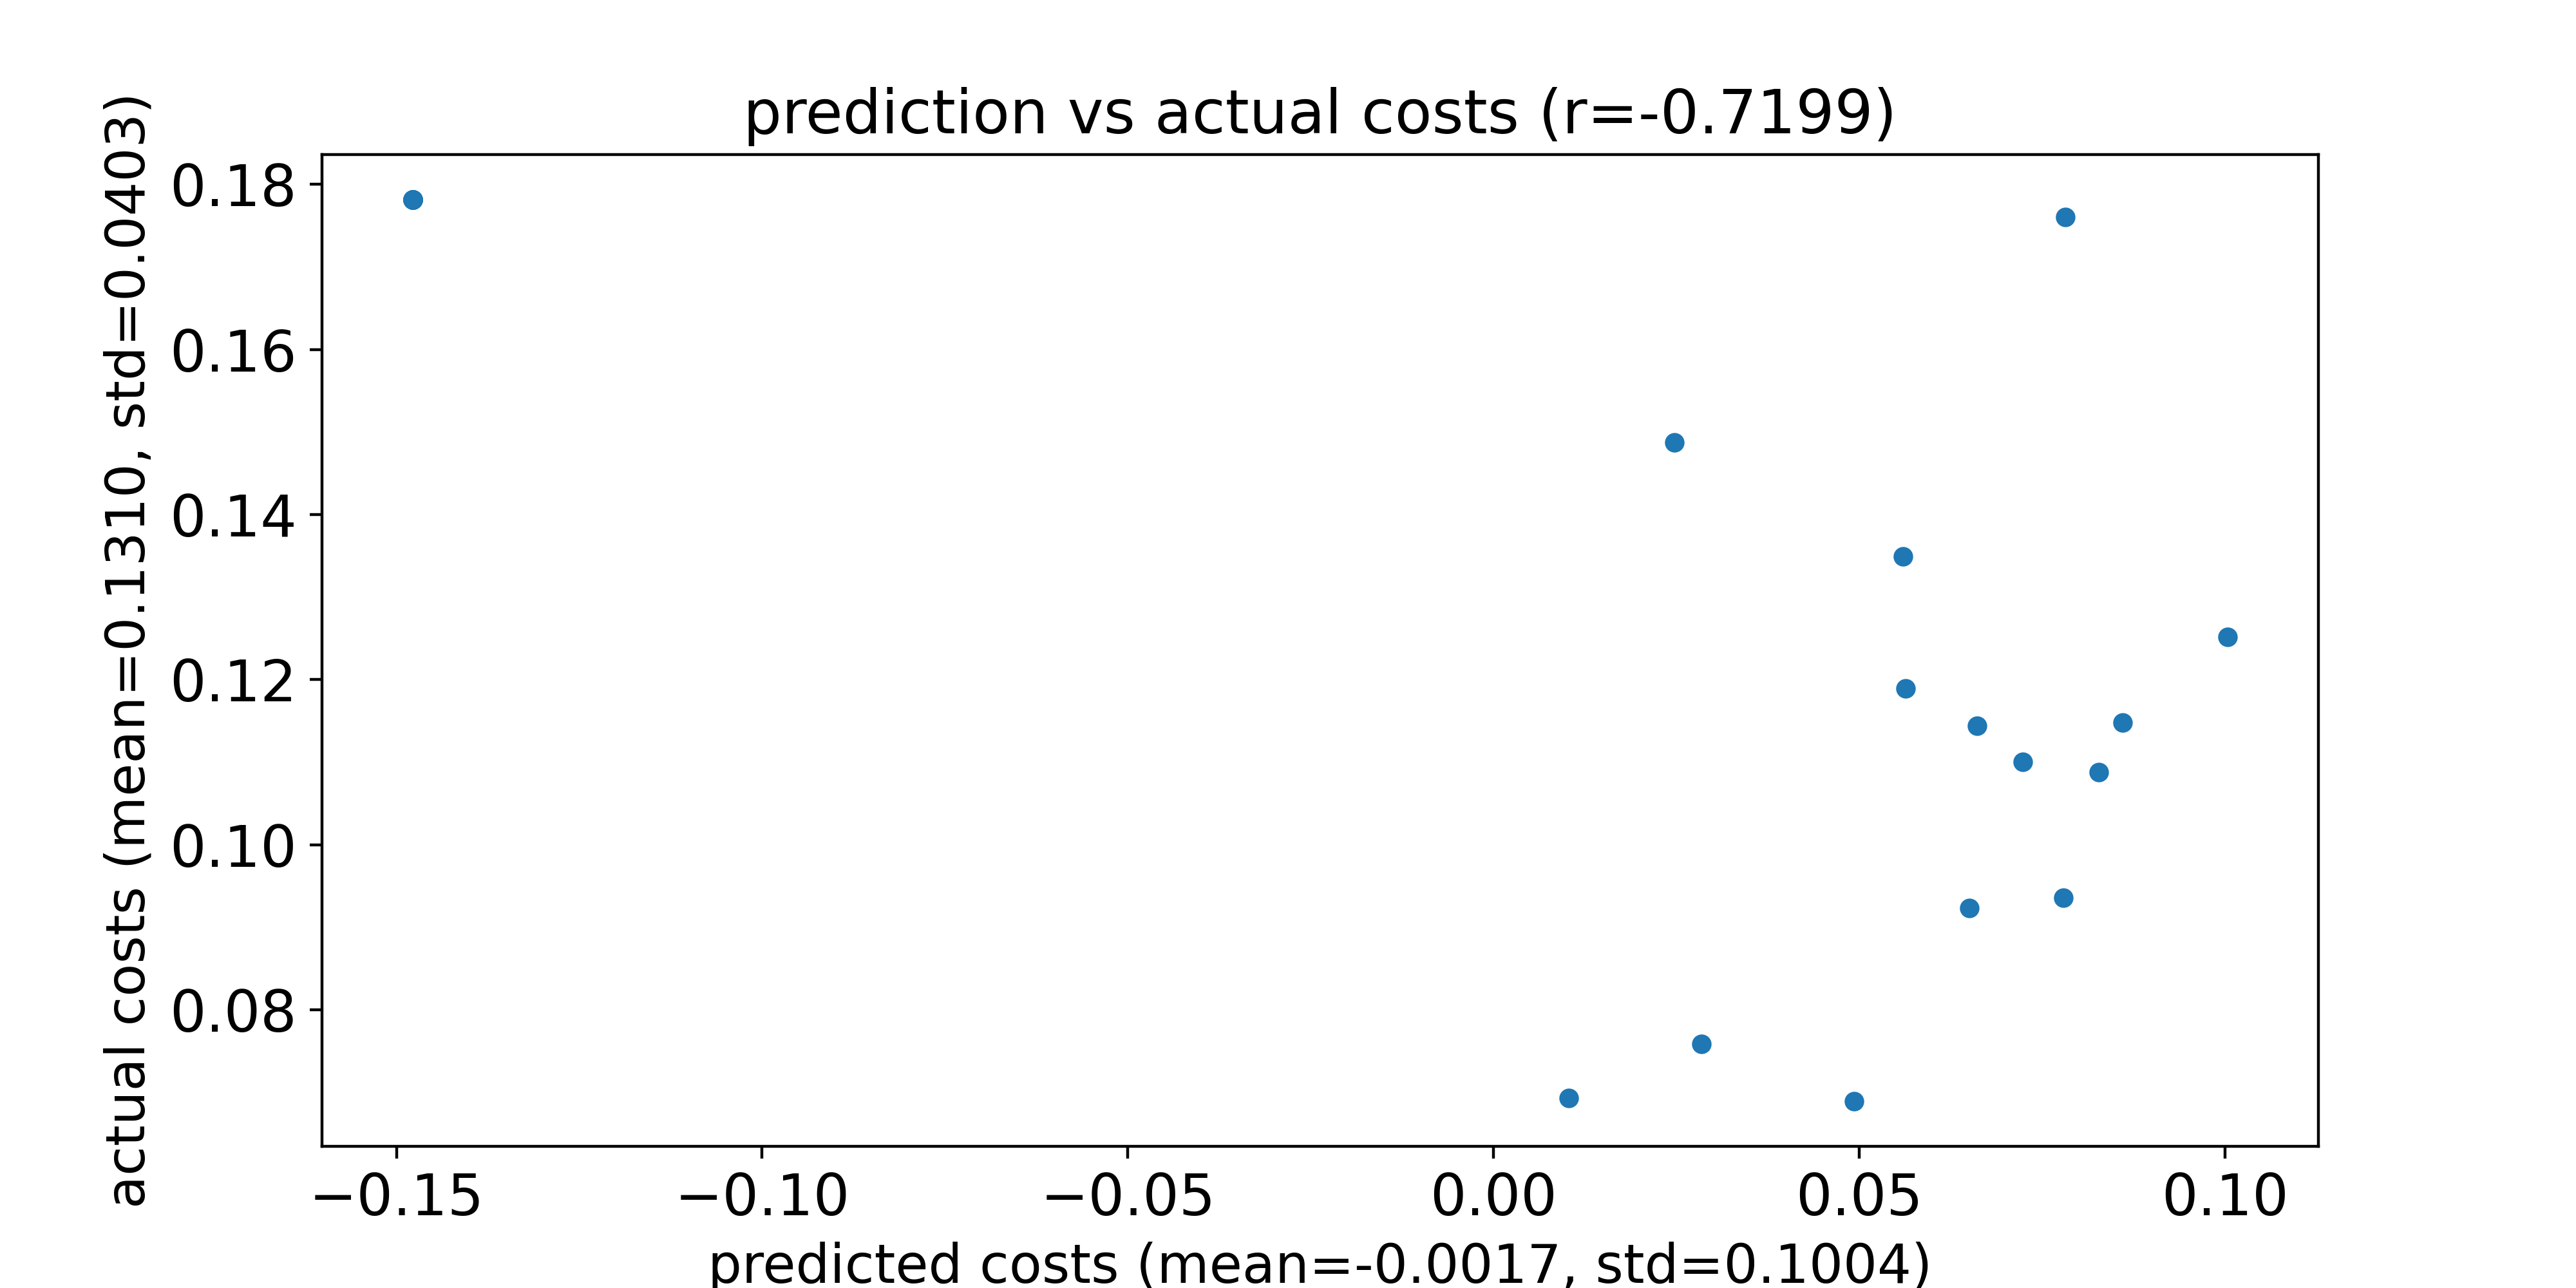 prediction vs actual costs (r=-0.7199)
actual costs (mean=0.1310, std=0.0403)
0.18
0.16
0.14
0.12
0.10
0.08
−0.15 −0.10 −0.05 0.00 0.05 0.10
predicted costs (mean=-0.0017, std=0.1004)